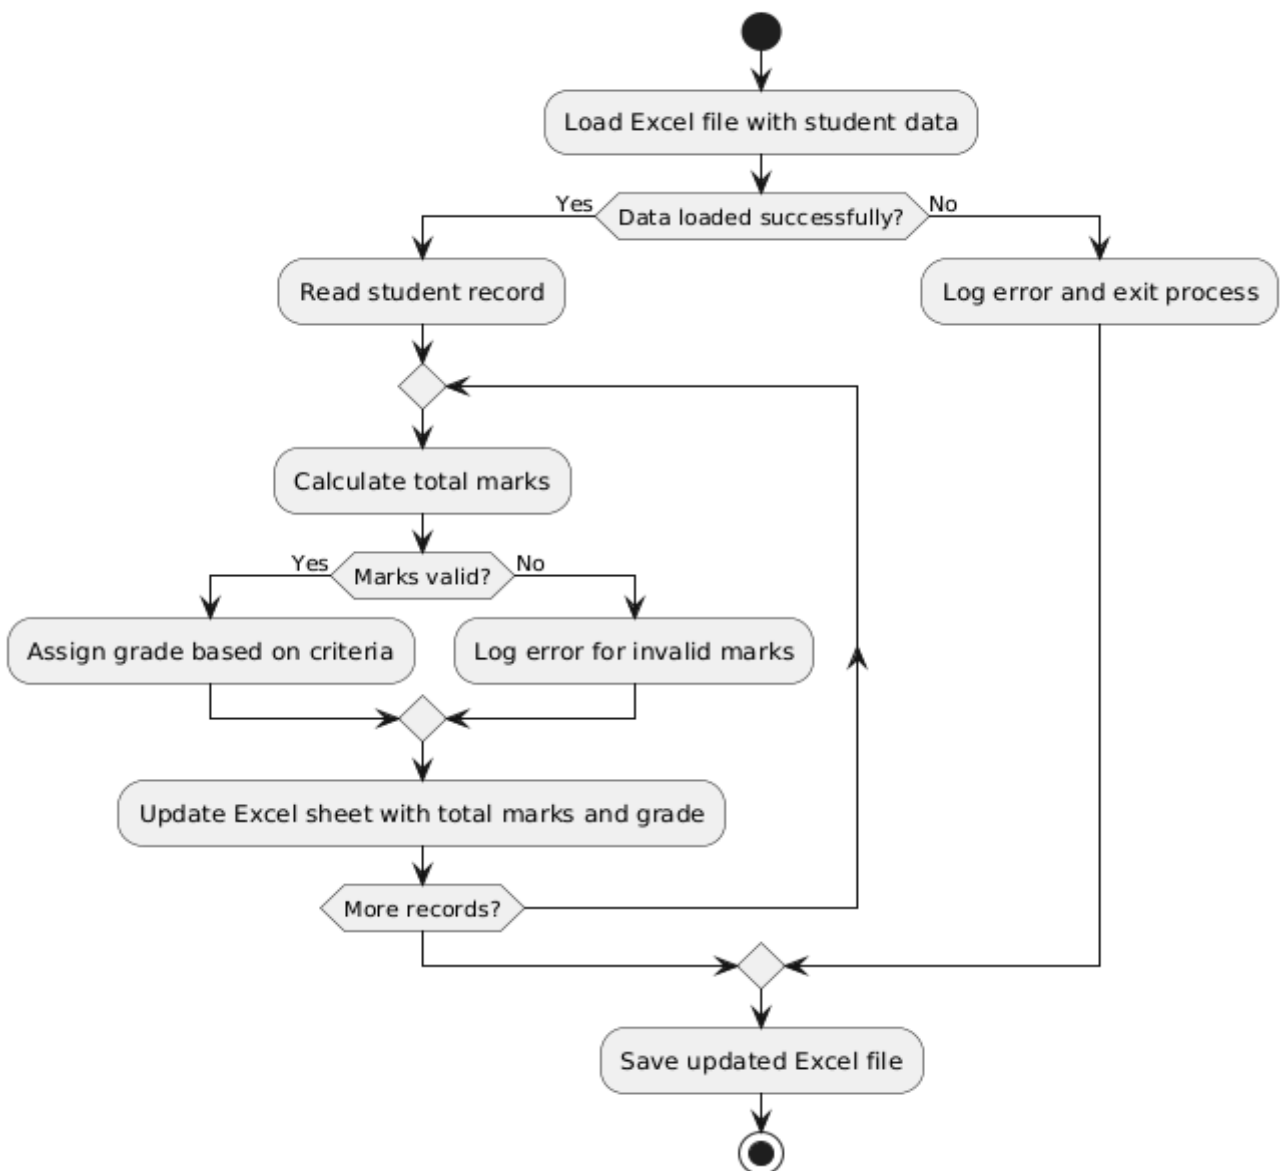 Load Excel file with student data
Yes
Data loaded successfully?
No
Read student record
Log error and exit process
Calculate total marks
Yes
Marks valid?
No
Assign grade based on criteria
Log error for invalid marks
Update Excel sheet with total marks and grade
More records?
Save updated Excel file